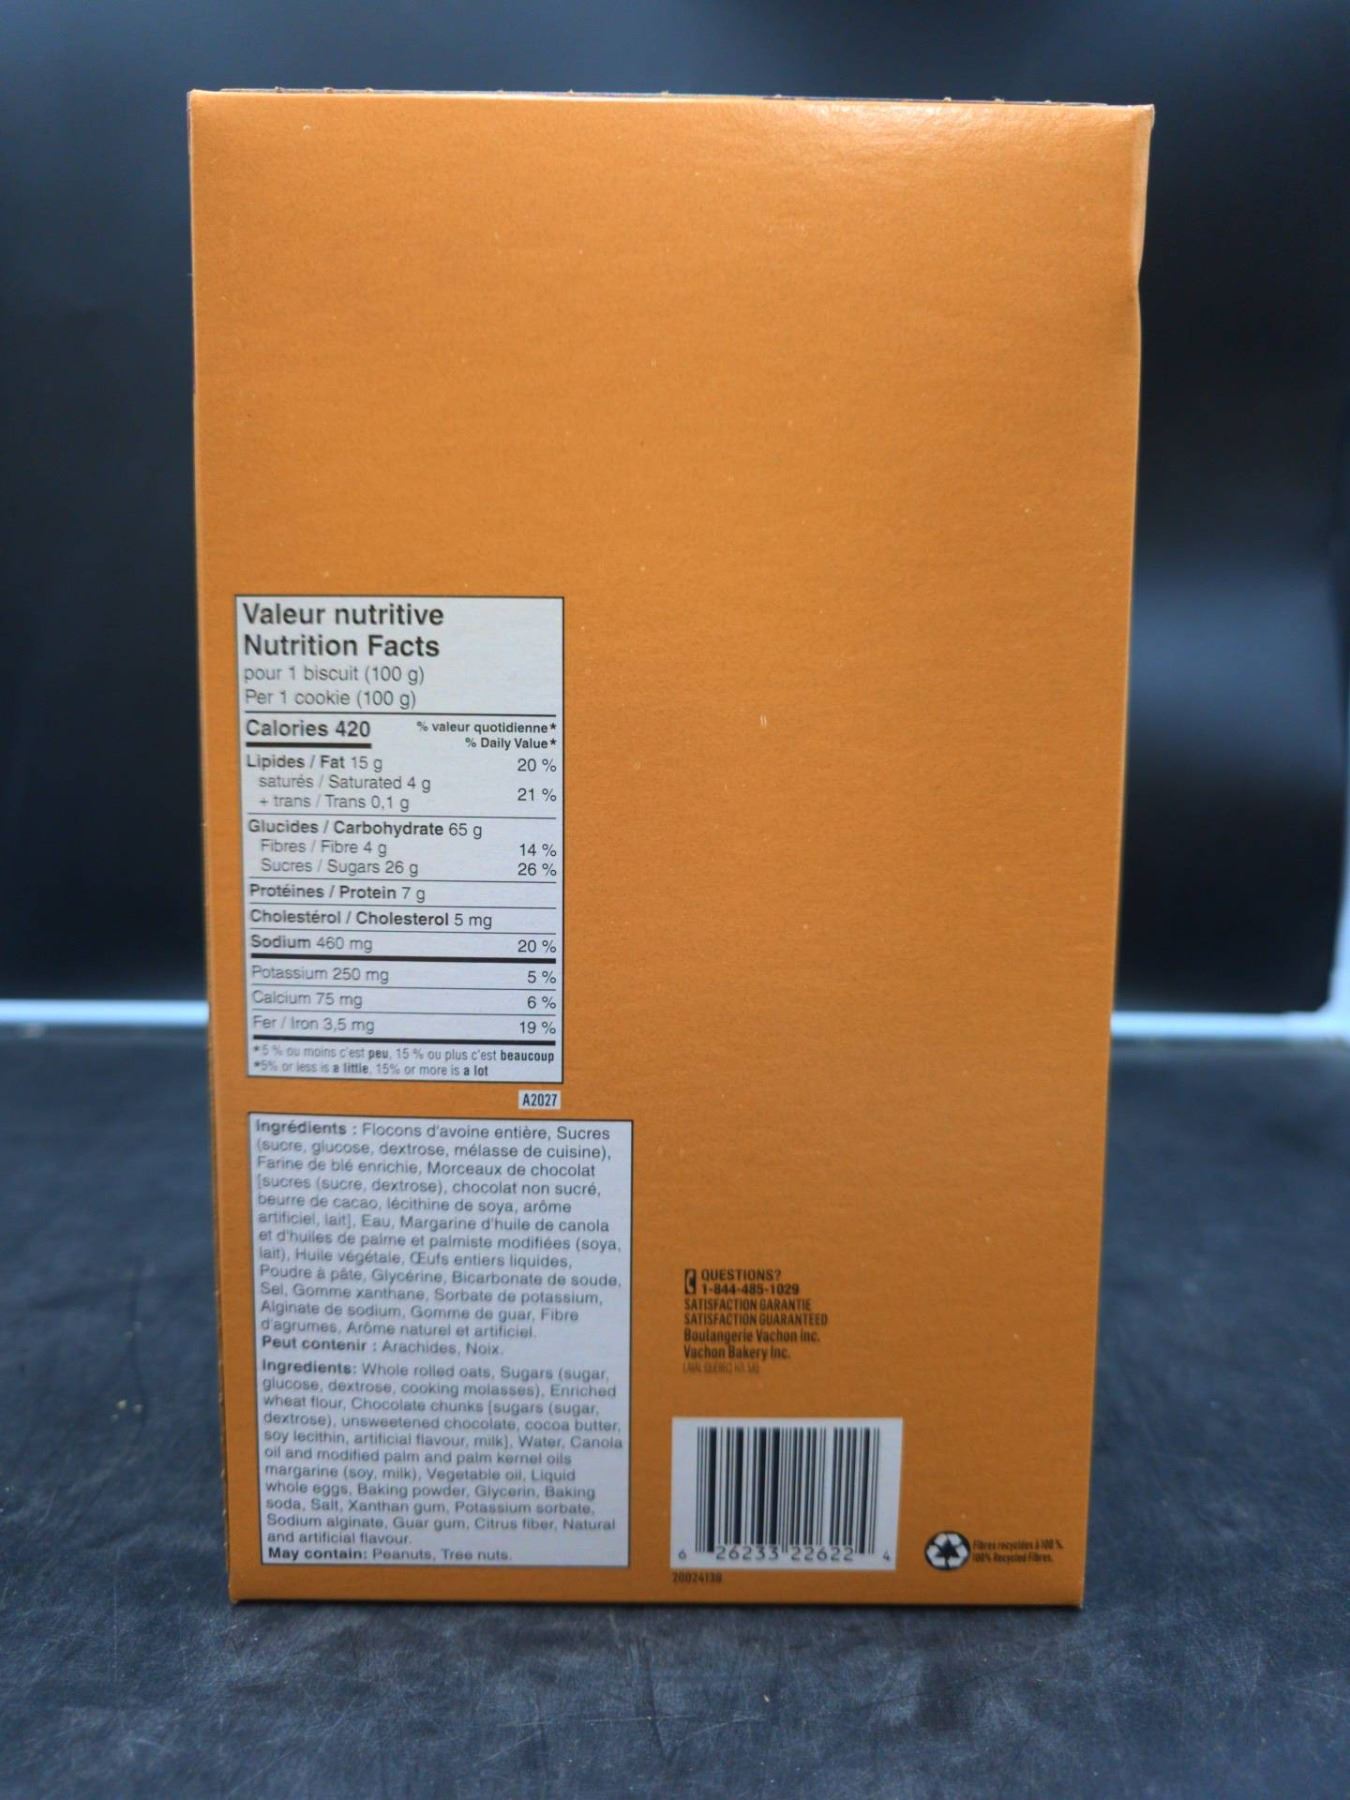 Valeur nutritive
Nutrition Facts
pour 1 biscuit (100 g)
Per 1 cookie (100 g)
Calories 420
% valeur quotidienne*
% Daily Value*
Lipides / Fat 15 g 20 %
saturés / Saturated 4 g
+ trans / Trans 0,1 g 21 %
Glucides / Carbohydrate 65 g
Fibres / Fibre 4 g 14 %
Sucres / Sugars 26 g 26 %
Protéines / Protein 7 g
Cholestérol / Cholesterol 5 mg
Sodium 460 mg 20 %
Potassium 250 mg 5 %
Calcium 75 mg 6 %
Fer / Iron 3,5 mg 19 %
*5 % ou moins c'est peu, 15 % ou plus c'est beaucoup
*5% or less is a little, 15% or more is a lot
A2027
Ingrédients : Flocons d'avoine entière, Sucres
(sucre, glucose, dextrose, mélasse de cuisine),
Farine de blé enrichie, Morceaux de chocolat
[sucres (sucre, dextrose), chocolat non sucré,
beurre de cacao, lécithine de soya, arôme
artificiel, lait], Eau, Margarine d'huile de canola
et d'huiles de palme et palmiste modifiées (soya,
lait), Huile végétale, Œufs entiers liquides,
Poudre à pâte, Glycérine, Bicarbonate de soude,
Sel, Gomme xanthane, Sorbate de potassium,
Alginate de sodium, Gomme de guar, Fibre
d'agrumes, Arôme naturel et artificiel.
Peut contenir : Arachides, Noix.
Ingredients: Whole rolled oats, Sugars (sugar,
glucose, dextrose, cooking molasses), Enriched
wheat flour, Chocolate chunks [sugars (sugar,
dextrose), unsweetened chocolate, cocoa butter,
soy lecithin, artificial flavour, milk], Water, Canola
oil and modified palm and palm kernel oils
margarine (soy, milk), Vegetable oil, Liquid
whole eggs, Baking powder, Glycerin, Baking
soda, Salt, Xanthan gum, Potassium sorbate,
Sodium alginate, Guar gum, Citrus fiber, Natural
and artificial flavour.
May contain: Peanuts, Tree nuts.
QUESTIONS?
1-844-485-1029
SATISFACTION GARANTIE
SATISFACTION GUARANTEED
Boulangerie Vachon inc.
Vachon Bakery Inc.
6 26233 22622 4
20024138
Fibres recyclées à 100 %.
100% Recycled Fibres.